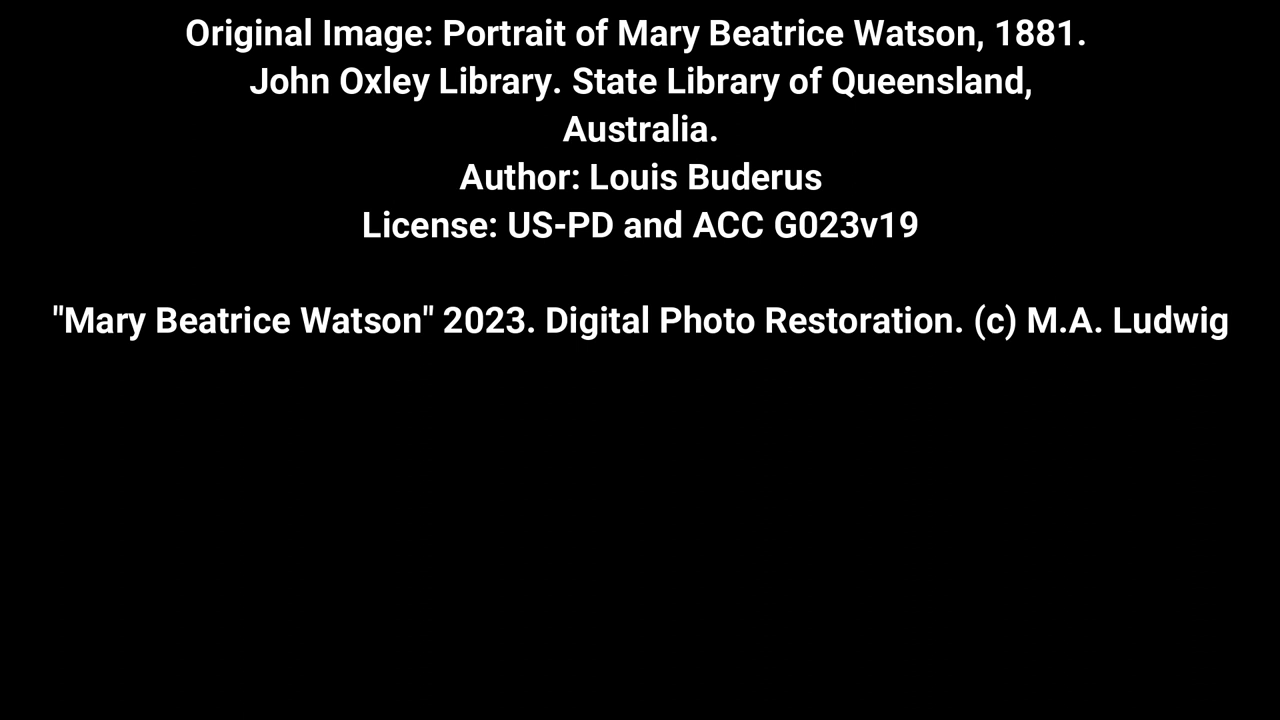 Original Image: Portrait of Mary Beatrice Watson, 1881.
John Oxley Library. State Library of Queensland,
Australia.
Author: Louis Buderus
License: US-PD and ACC G023v19
"Mary Beatrice Watson" 2023. Digital Photo Restoration. (c) M.A. Ludwig